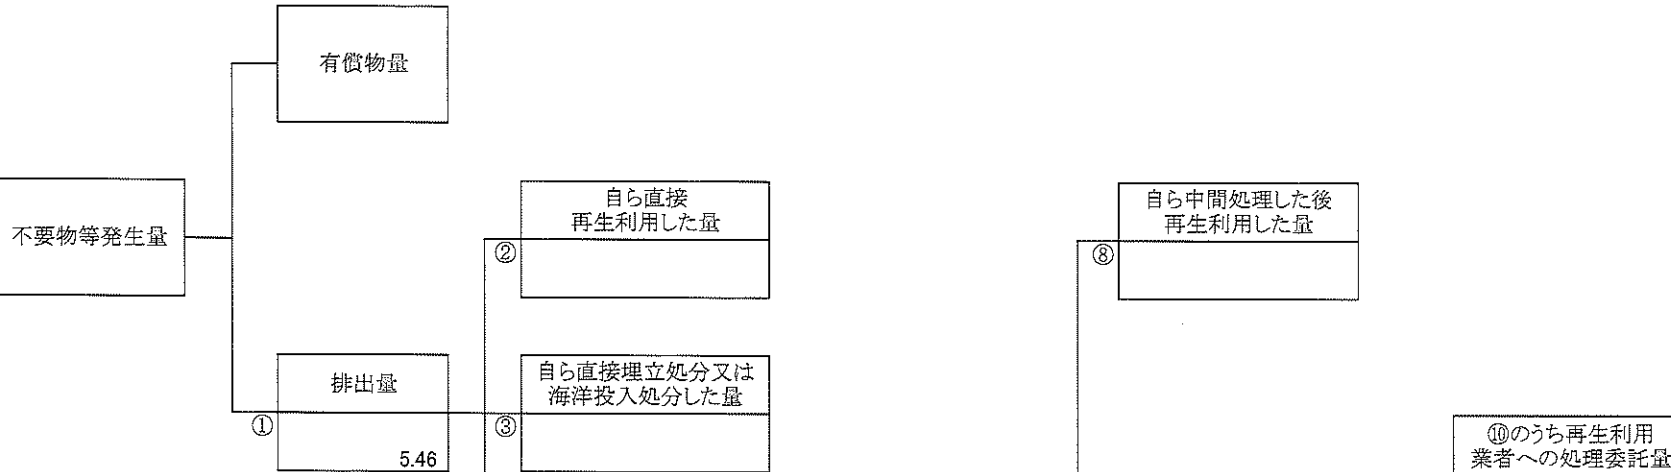 有償物量
不要物等発生量
自ら直接
再生利用した量
②
自ら中間処理した後
再生利用した量
⑧
排出量
①
5.46
自ら直接埋立処分又は
海洋投入処分した量
③
⑩のうち再生利用
業者への処理委託量